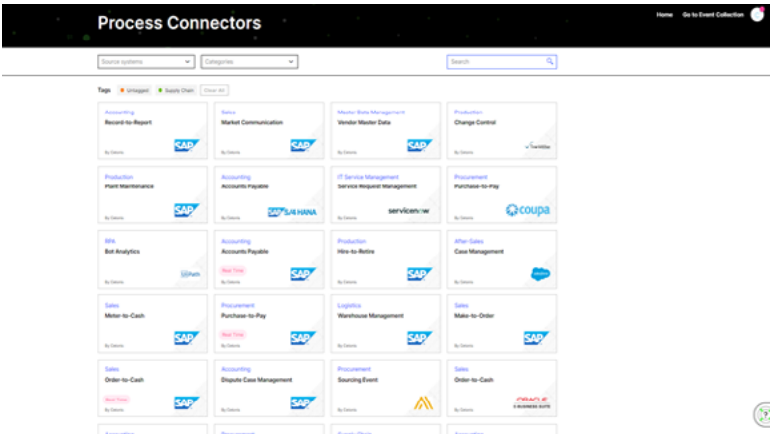 Process Connectors
Home
Go to Event Collection
Source systems
Categories
Search
Tags
Untagged
Supply Chain
Clear All
Accounting
Record-to-Report
By Celonis
SAP
Sales
Market Communication
By Celonis
SAP
Master Data Management
Vendor Master Data
By Celonis
SAP
Production
Change Control
By Celonis
Production
Plant Maintenance
By Celonis
SAP
Accounting
Accounts Payable
By Celonis
SAP S/4 HANA
IT Service Management
Service Request Management
By Celonis
servicenow
Procurement
Purchase-to-Pay
By Celonis
coupa
RPA
Bot Analytics
By Celonis
UiPath
Accounting
Accounts Payable
Real Time
By Celonis
SAP
Production
Hire-to-Retire
By Celonis
SAP
After-Sales
Case Management
By Celonis
Sales
Meter-to-Cash
By Celonis
SAP
Procurement
Purchase-to-Pay
Real Time
By Celonis
SAP
Logistics
Warehouse Management
By Celonis
SAP
Sales
Make-to-Order
By Celonis
SAP
Sales
Order-to-Cash
Real Time
By Celonis
SAP
Accounting
Dispute Case Management
By Celonis
SAP
Procurement
Sourcing Event
By Celonis
Sales
Order-to-Cash
By Celonis
ORACLE
E-BUSINESS SUITE
Accounting
Procurement
Supply Chain
Accounting
?